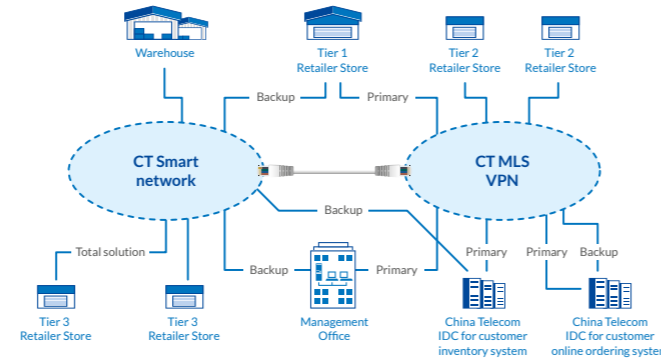 Warehouse
Tier 1
Retailer Store
Tier 2
Retailer Store
Tier 2
Retailer Store
Backup
Primary
CT Smart
network
CT MLS
VPN
Backup
Total solution
Backup
Primary
Primary
Primary
Backup
Tier 3
Retailer Store
Tier 3
Retailer Store
Management
Office
China Telecom
IDC for customer
inventory system
China Telecom
IDC for customer
online ordering system